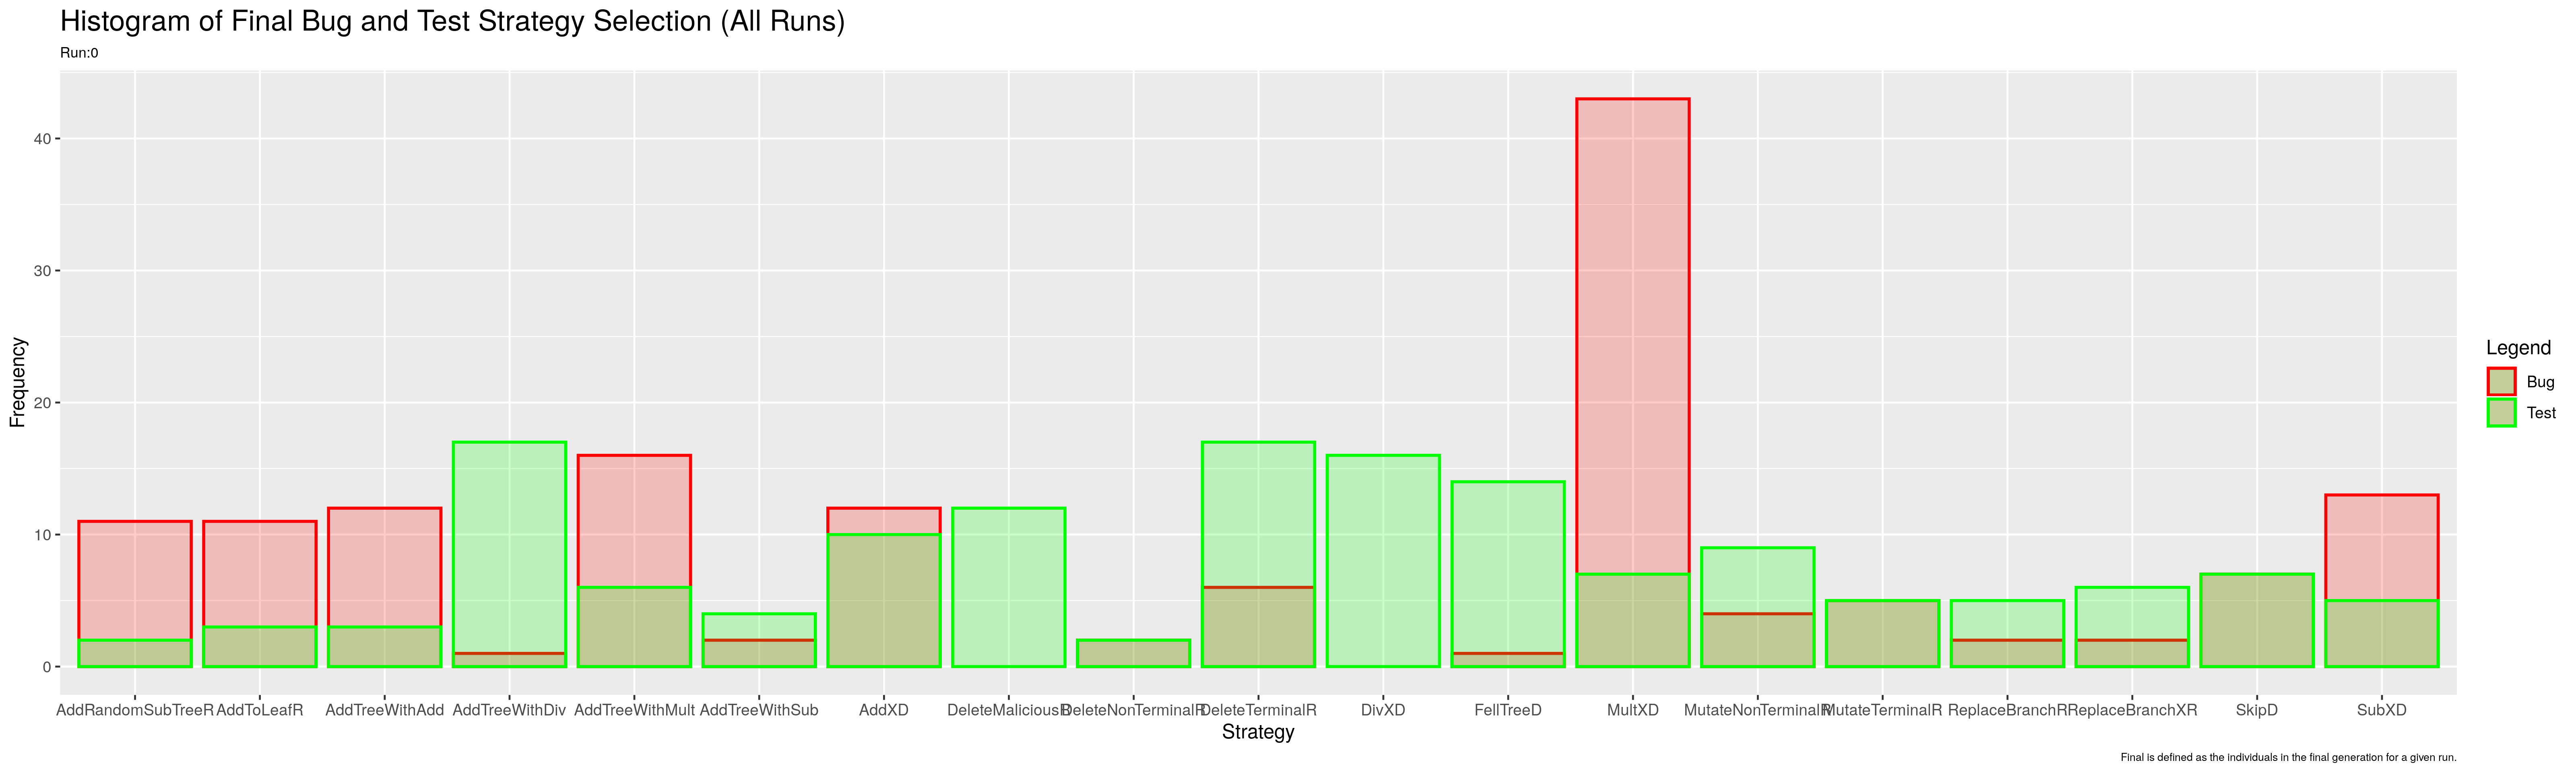 Histogram of Final Bug and Test Strategy Selection (All Runs)
Run:0
40
30
20
10
0
Frequency
AddRandomSubTreeR AddToLeafR AddTreeWithAdd AddTreeWithDiv AddTreeWithMult AddTreeWithSub AddXD DeleteMaliciousR DeleteNonTerminalR DeleteTerminalR DivXD FellTreeD MultXD MutateNonTerminalR MutateTerminalR ReplaceBranchR ReplaceBranchXR SkipD SubXD
Strategy
Legend
Bug
Test
Final is defined as the individuals in the final generation for a given run.